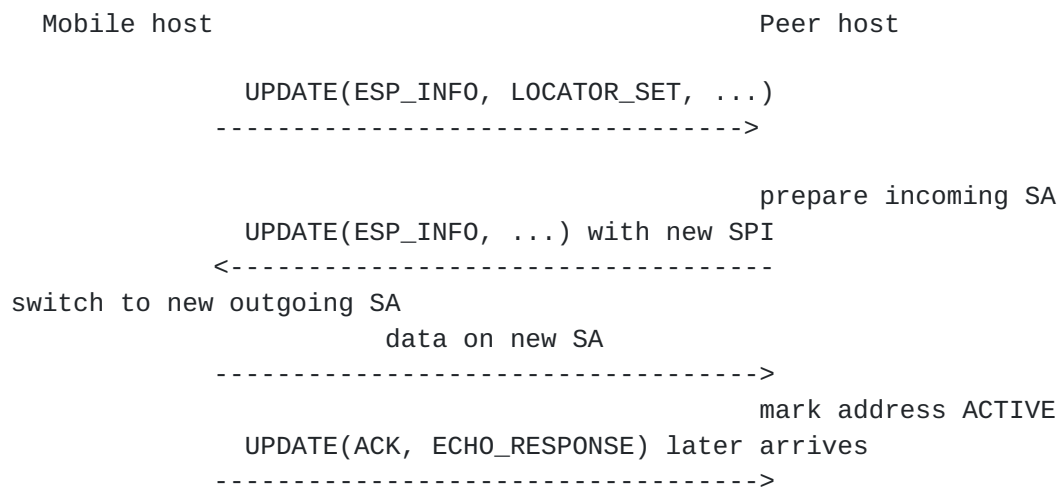 Mobile host                                   Peer host
UPDATE(ESP_INFO, LOCATOR_SET, ...)
---------------------------------->
prepare incoming SA
UPDATE(ESP_INFO, ...) with new SPI
<-----------------------------------
switch to new outgoing SA
data on new SA
----------------------------------->
mark address ACTIVE
UPDATE(ACK, ECHO_RESPONSE) later arrives
----------------------------------->